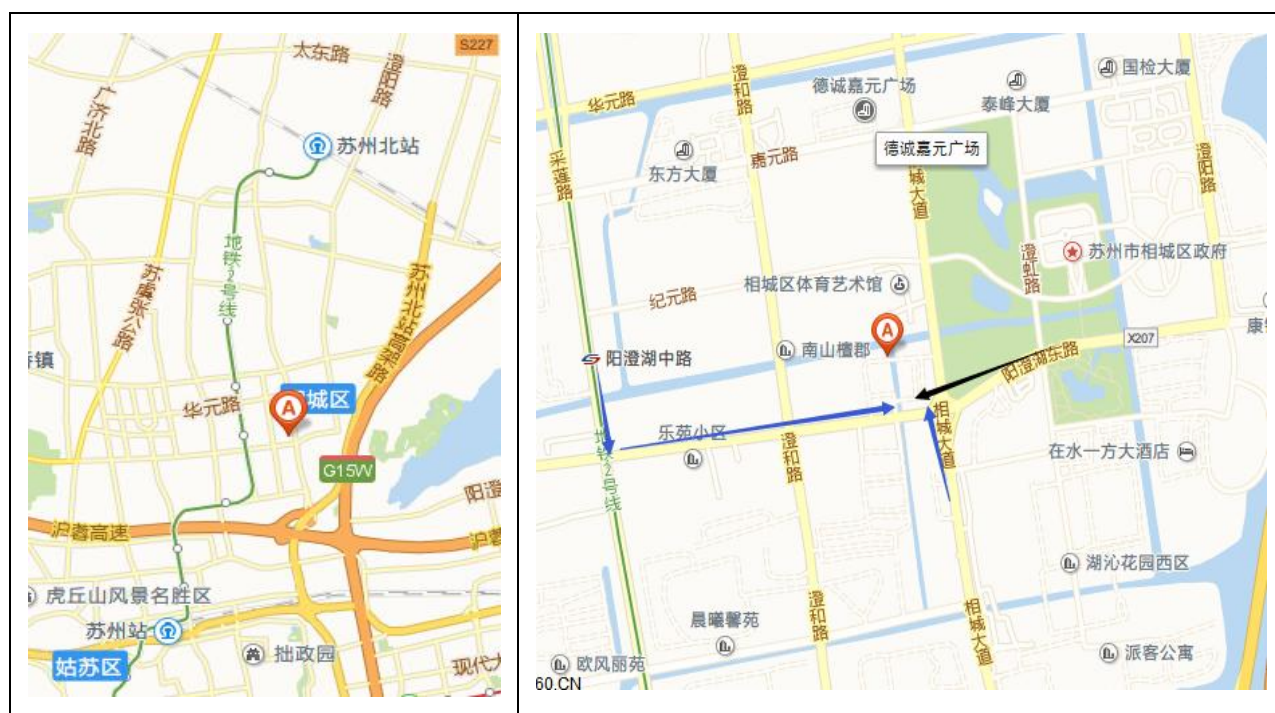 S227
太东路
澄阳路
广济北路
苏州北站
地铁2号线
苏虞张公路
苏州北站高架路
镇
华元路
城区
A
G15W
阳澄
沪蓉高速
沪蓉
虎丘山风景名胜区
苏州站
姑苏区
拙政园
现代大
华元路
澄和路
德诚嘉元广场
泰峰大厦
国检大厦
采莲路
东方大厦
嘉元路
德诚嘉元广场
相城大道
澄阳路
苏州市相城区政府
澄虹路
相城区体育艺术馆
纪元路
康
A
X207
阳澄湖中路
南山檀郡
阳澄湖东路
乐苑小区
相城大道
地铁2号线
澄和路
在水一方大酒店
湖沁花园西区
晨曦馨苑
澄和路
相城大道
欧风丽苑
派客公寓
60.CN